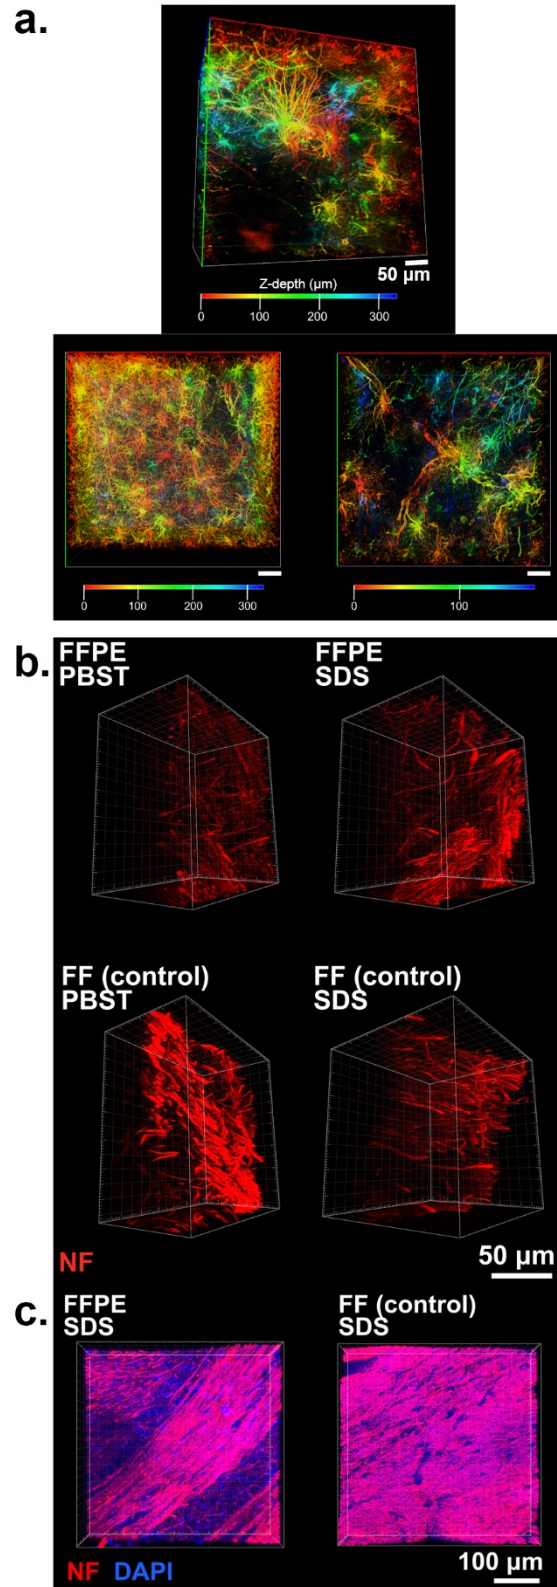 a.
50 µm
Z-depth (µm)
0 100 200 300
0 100 200 300
0 100
b.
FFPE
PBST
FFPE
SDS
FF (control)
PBST
FF (control)
SDS
NF
50 µm
c.
FFPE
SDS
FF (control)
SDS
NF DAPI
100 µm